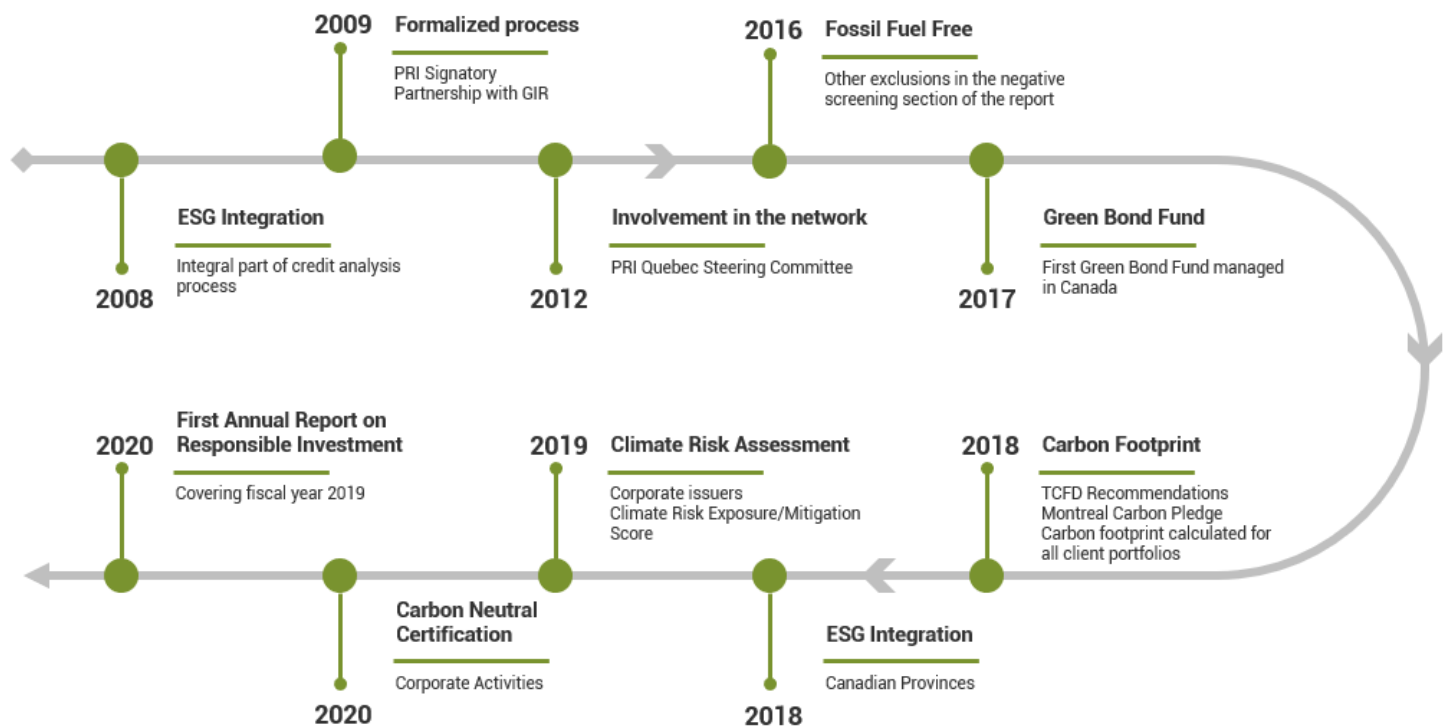 2008
ESG Integration
Integral part of credit analysis
process
2009
Formalized process
PRI Signatory
Partnership with GIR
2012
Involvement in the network
PRI Quebec Steering Committee
2016
Fossil Fuel Free
Other exclusions in the negative
screening section of the report
2017
Green Bond Fund
First Green Bond Fund managed
in Canada
2018
Carbon Footprint
TCFD Recommendations
Montreal Carbon Pledge
Carbon footprint calculated for
all client portfolios
2018
ESG Integration
Canadian Provinces
2019
Climate Risk Assessment
Corporate issuers
Climate Risk Exposure/Mitigation
Score
2020
Carbon Neutral
Certification
Corporate Activities
2020
First Annual Report on
Responsible Investment
Covering fiscal year 2019